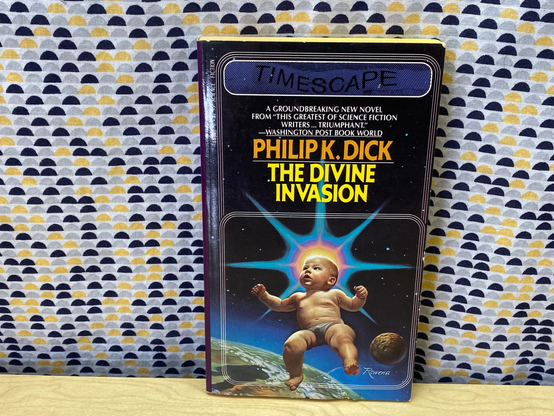 TIMESCAPE
A GROUNDBREAKING NEW NOVEL
FROM "THIS GREATEST OF SCIENCE FICTION
WRITERS... TRIUMPHANT."
—WASHINGTON POST BOOK WORLD
PHILIP K. DICK
THE DIVINE
INVASION
Rowena